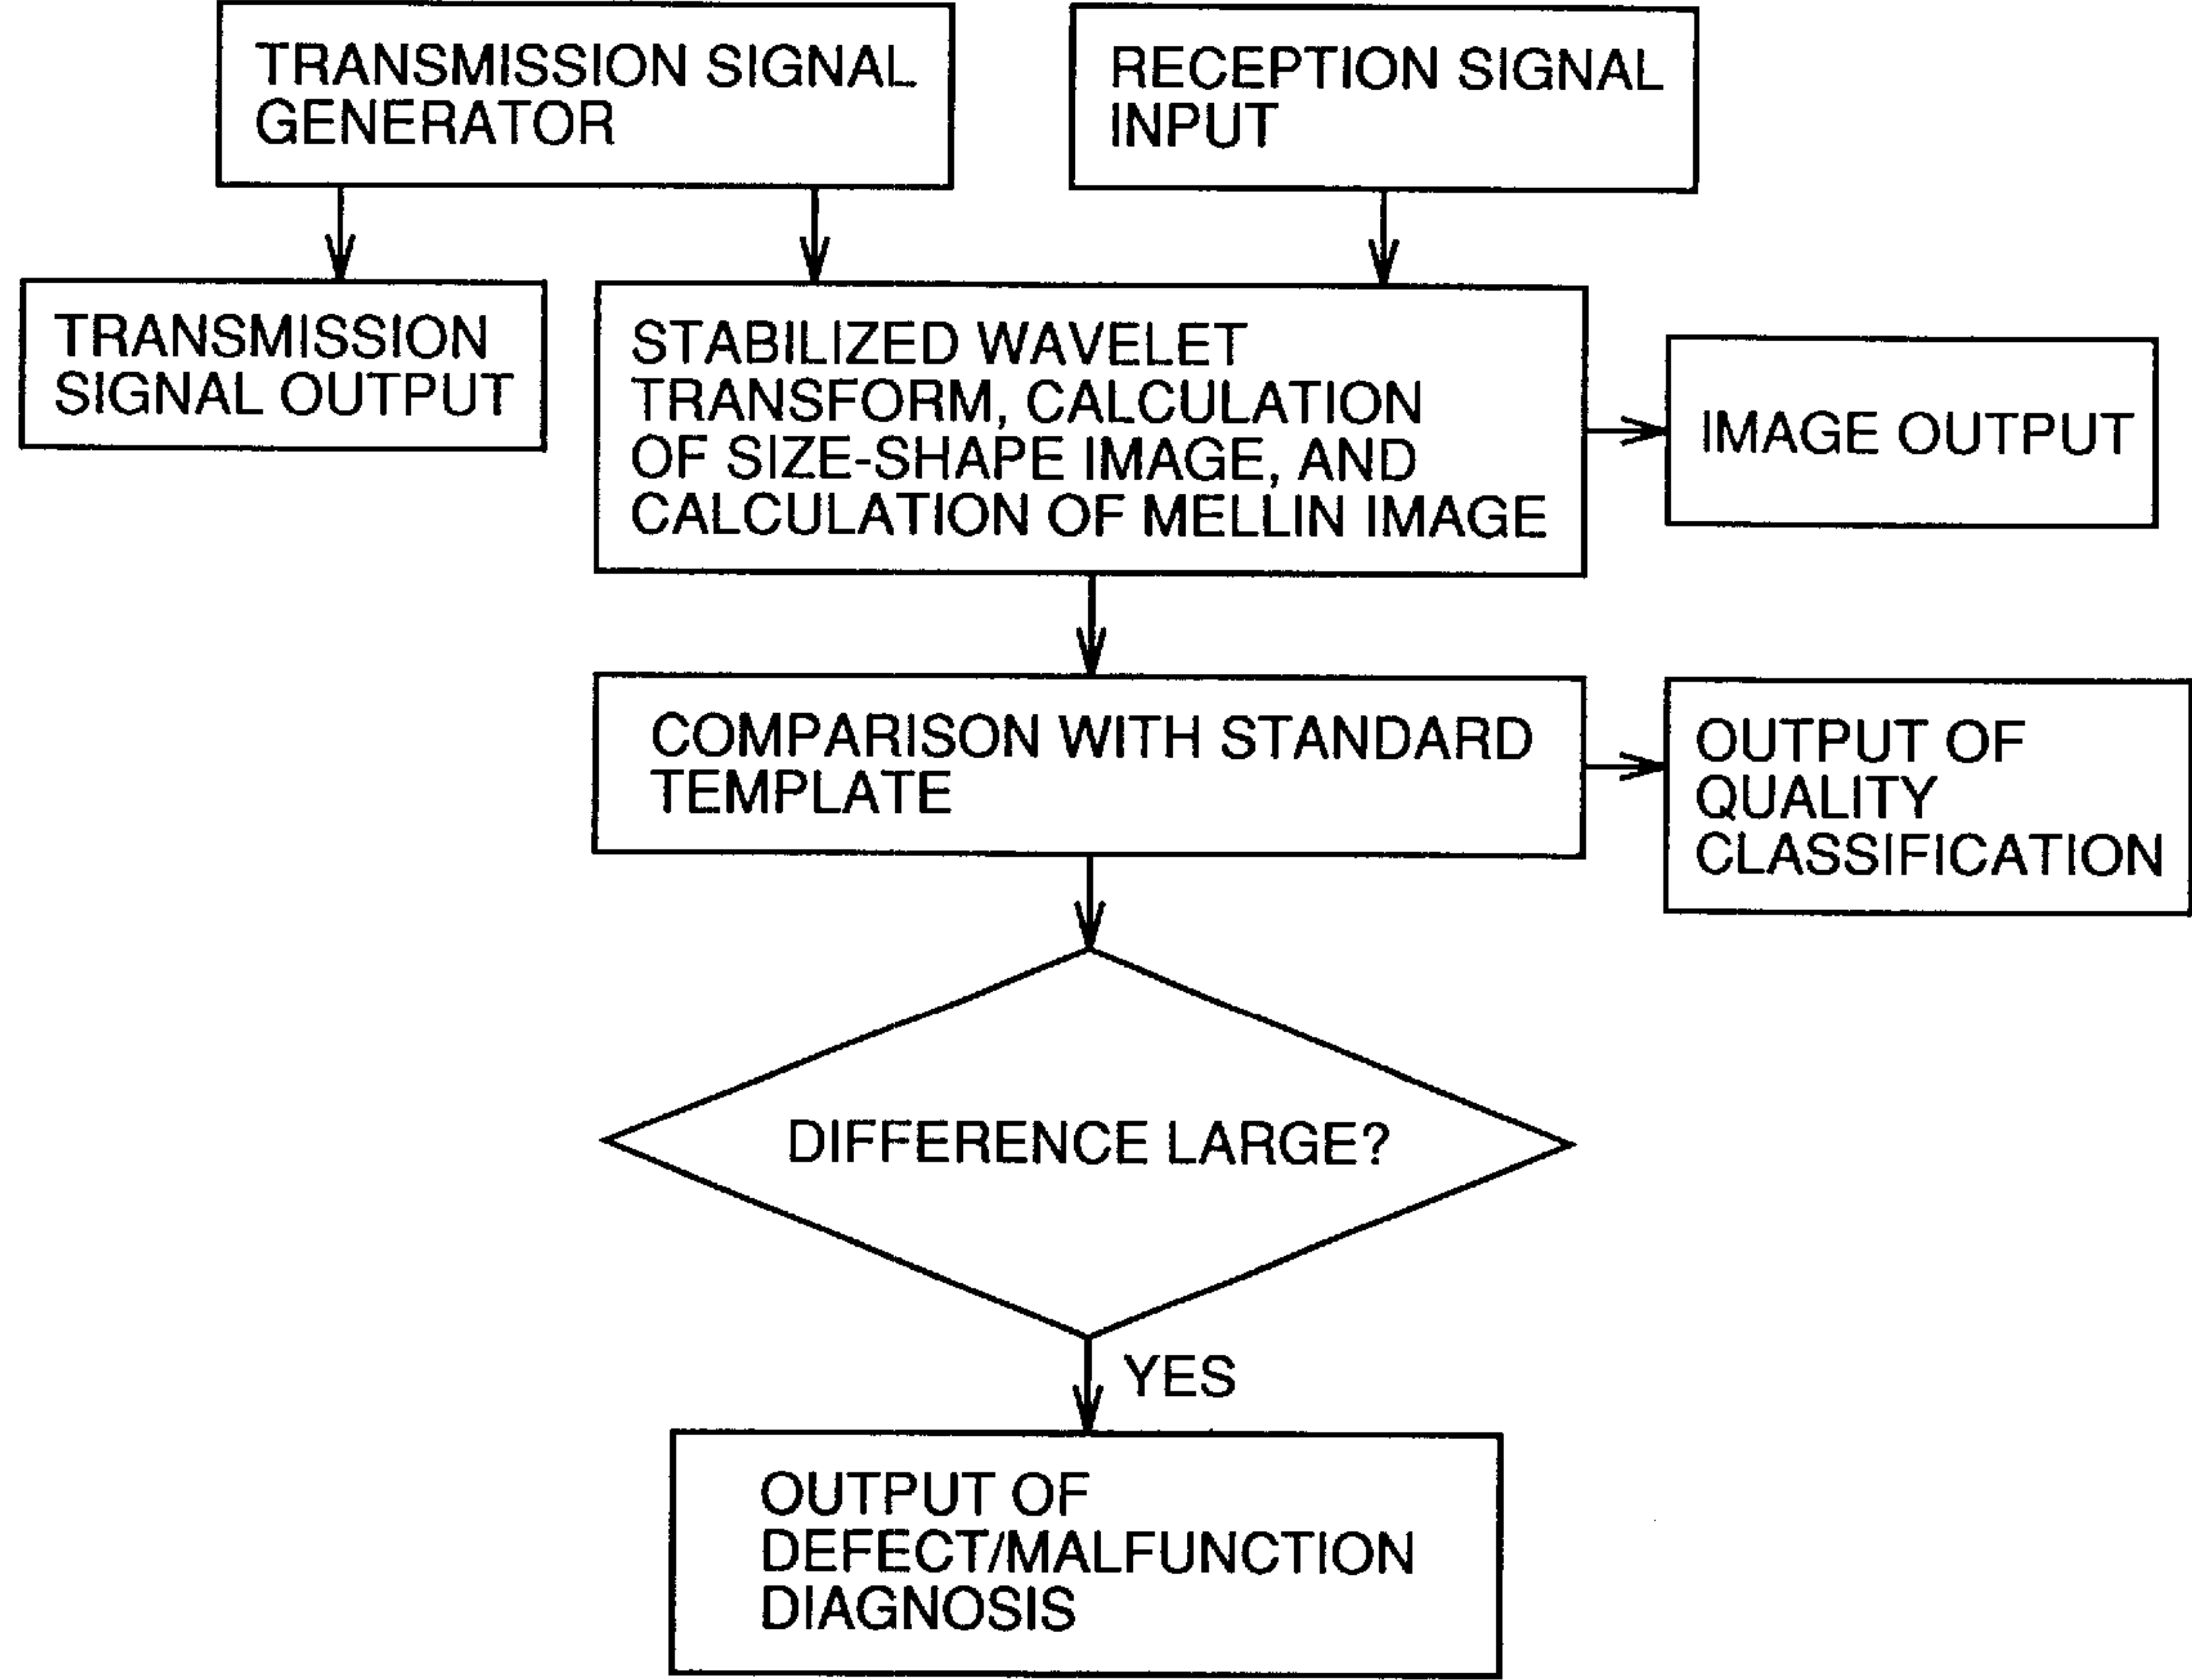 TRANSMISSION SIGNAL
GENERATOR
RECEPTION SIGNAL
INPUT
TRANSMISSION
SIGNAL OUTPUT
STABILIZED WAVELET
TRANSFORM, CALCULATION
OF SIZE-SHAPE IMAGE, AND
CALCULATION OF MELLIN IMAGE
IMAGE OUTPUT
COMPARISON WITH STANDARD
TEMPLATE
OUTPUT OF
QUALITY
CLASSIFICATION
DIFFERENCE LARGE?
YES
OUTPUT OF
DEFECT/MALFUNCTION
DIAGNOSIS